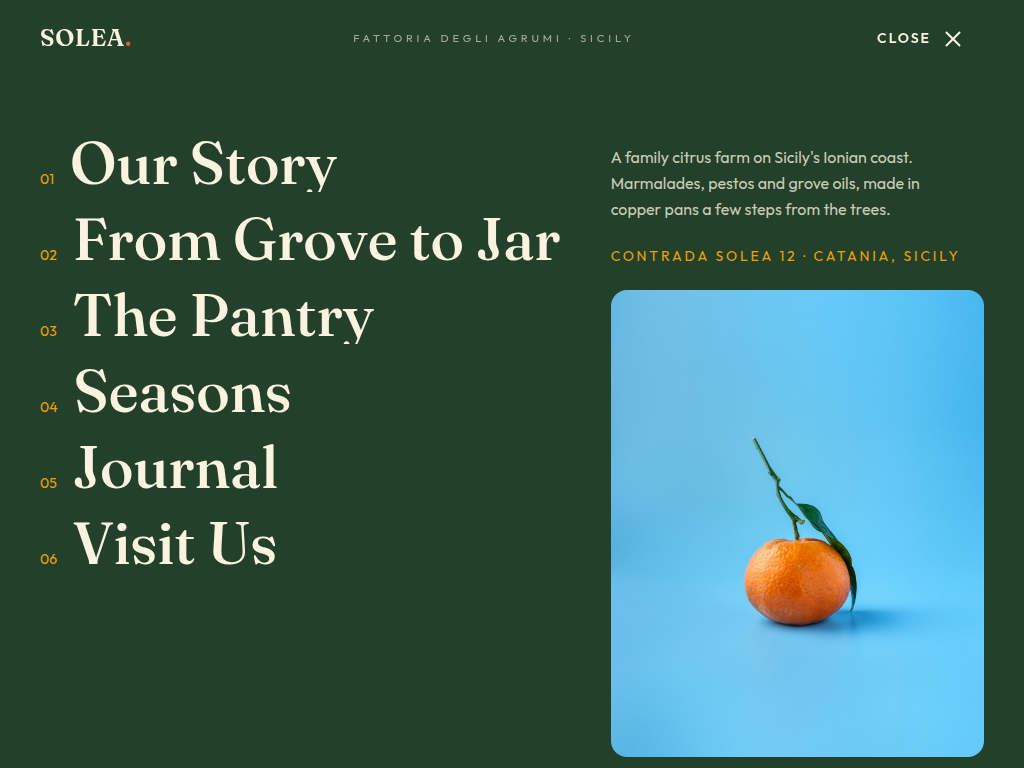 SOLEA.
FATTORIA DEGLI AGRUMI · SICILY
CLOSE
01 Our Story
02 From Grove to Jar
03 The Pantry
04 Seasons
05 Journal
06 Visit Us
A family citrus farm on Sicily's Ionian coast.
Marmalades, pestos and grove oils, made in
copper pans a few steps from the trees.
CONTRADA SOLEA 12 · CATANIA, SICILY